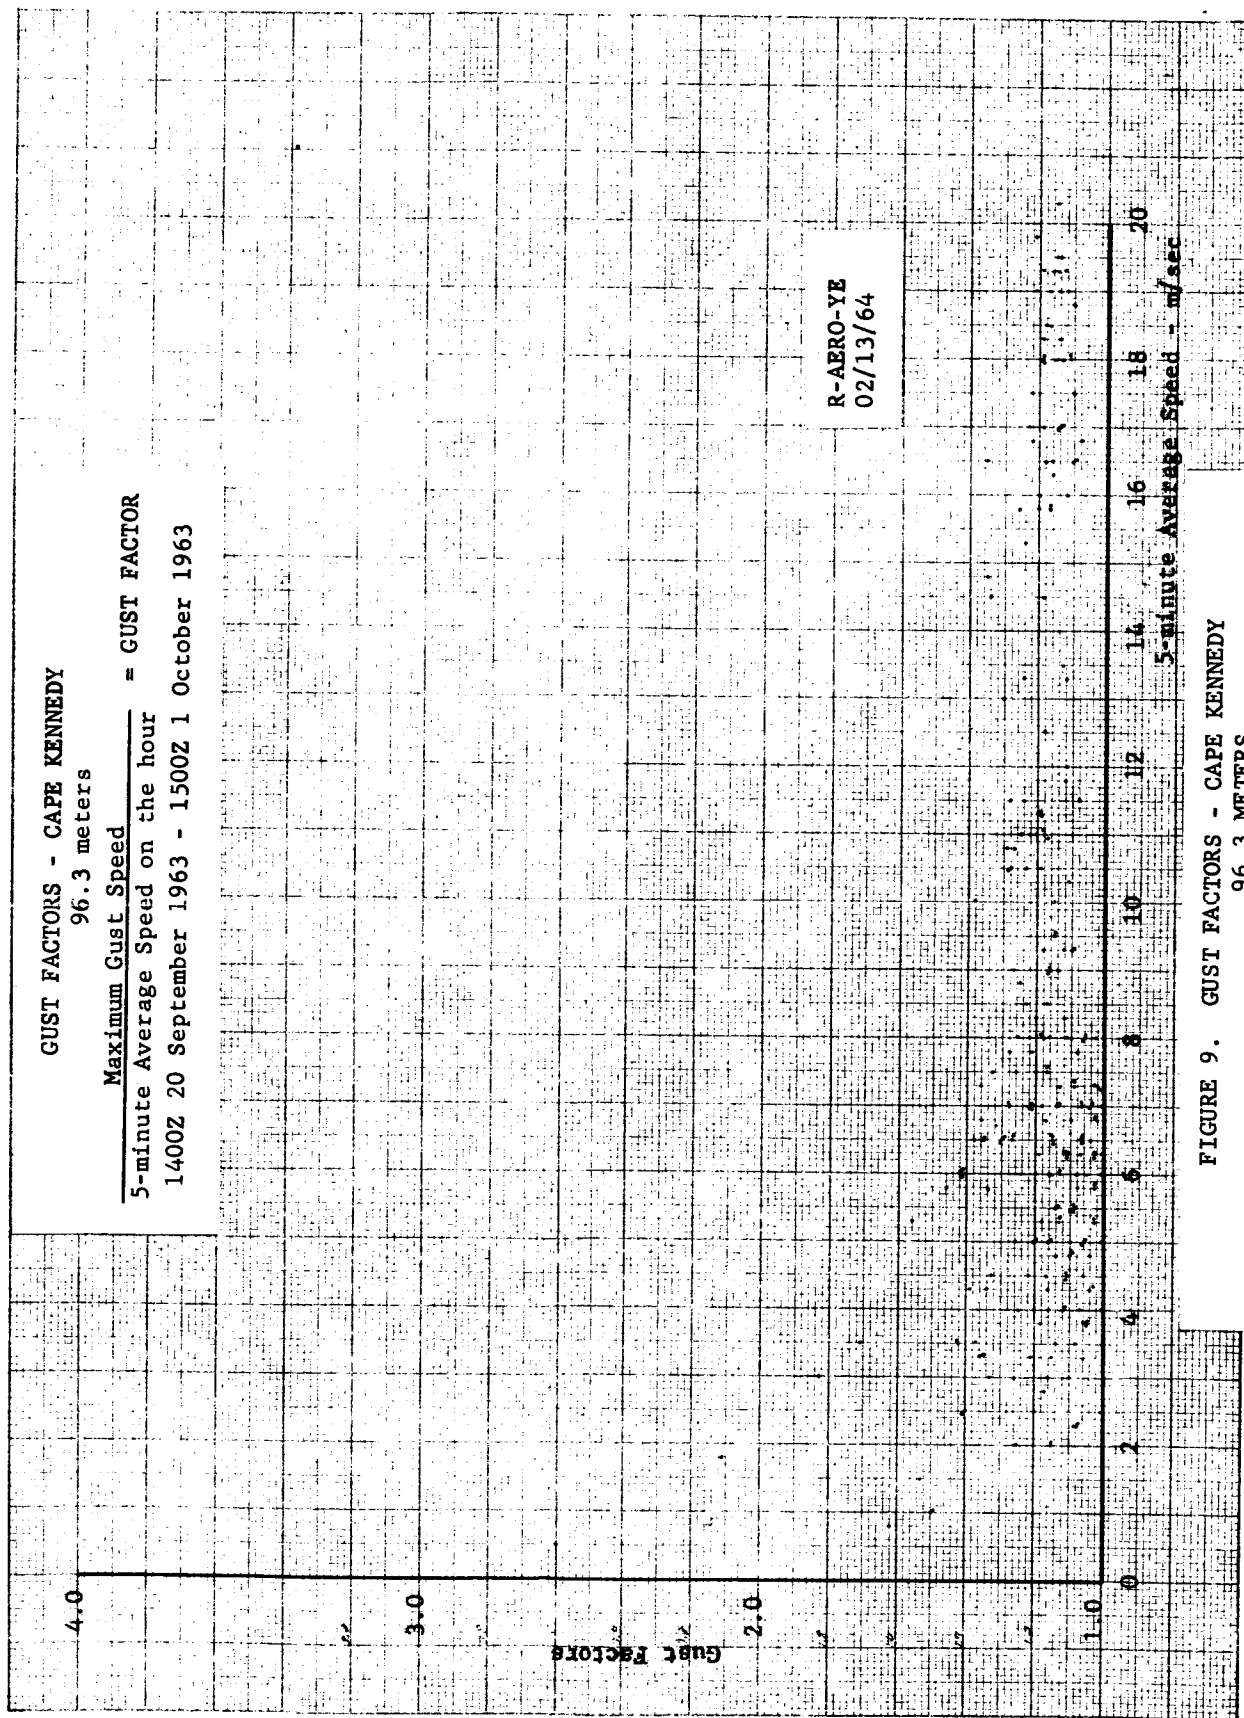 GUST FACTORS - CAPE KENNEDY
96.3 meters
Maximum Gust Speed
5-minute Average Speed on the hour = GUST FACTOR
1400Z 20 September 1963 - 1500Z 1 October 1963
R-AERO-YE
02/13/64
4.0
3.0
2.0
1.0
Gust Factors
0 2 4 6 8 10 12 14 16 18 20
5-minute Average Speed - m/sec
FIGURE 9. GUST FACTORS - CAPE KENNEDY
96.3 METERS